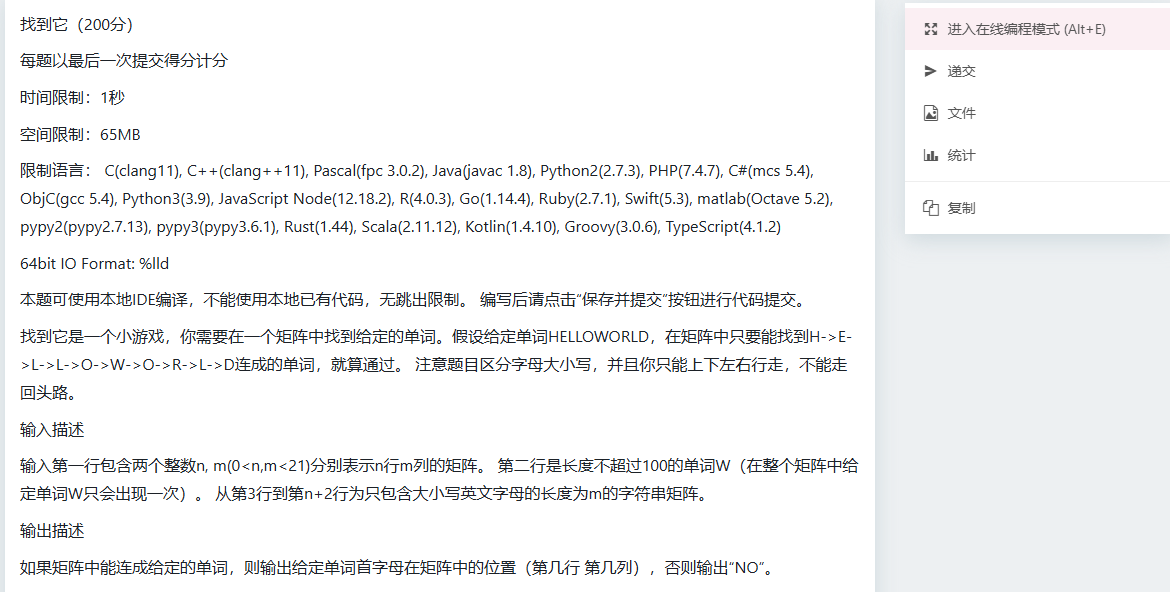 找到它（200分）
每题以最后一次提交得分计分
时间限制：1秒
空间限制：65MB
限制语言： C(clang11), C++(clang++11), Pascal(fpc 3.0.2), Java(javac 1.8), Python2(2.7.3), PHP(7.4.7), C#(mcs 5.4),
ObjC(gcc 5.4), Python3(3.9), JavaScript Node(12.18.2), R(4.0.3), Go(1.14.4), Ruby(2.7.1), Swift(5.3), matlab(Octave 5.2),
pypy2(pypy2.7.13), pypy3(pypy3.6.1), Rust(1.44), Scala(2.11.12), Kotlin(1.4.10), Groovy(3.0.6), TypeScript(4.1.2)
64bit IO Format: %lld
本题可使用本地IDE编译，不能使用本地已有代码，无跳出限制。 编写后请点击“保存并提交”按钮进行代码提交。
找到它是一个小游戏，你需要在一个矩阵中找到给定的单词。假设给定单词HELLOWORLD，在矩阵中只要能找到H->E-
>L->L->O->W->O->R->L->D连成的单词，就算通过。 注意题目区分字母大小写，并且你只能上下左右行走，不能走
回头路。
输入描述
输入第一行包含两个整数n, m(0<n,m<21)分别表示n行m列的矩阵。 第二行是长度不超过100的单词W（在整个矩阵中给
定单词W只会出现一次）。 从第3行到第n+2行为只包含大小写英文字母的长度为m的字符串矩阵。
输出描述
如果矩阵中能连成给定的单词，则输出给定单词首字母在矩阵中的位置（第几行 第几列），否则输出“NO”。
进入在线编程模式 (Alt+E)
递交
文件
统计
复制